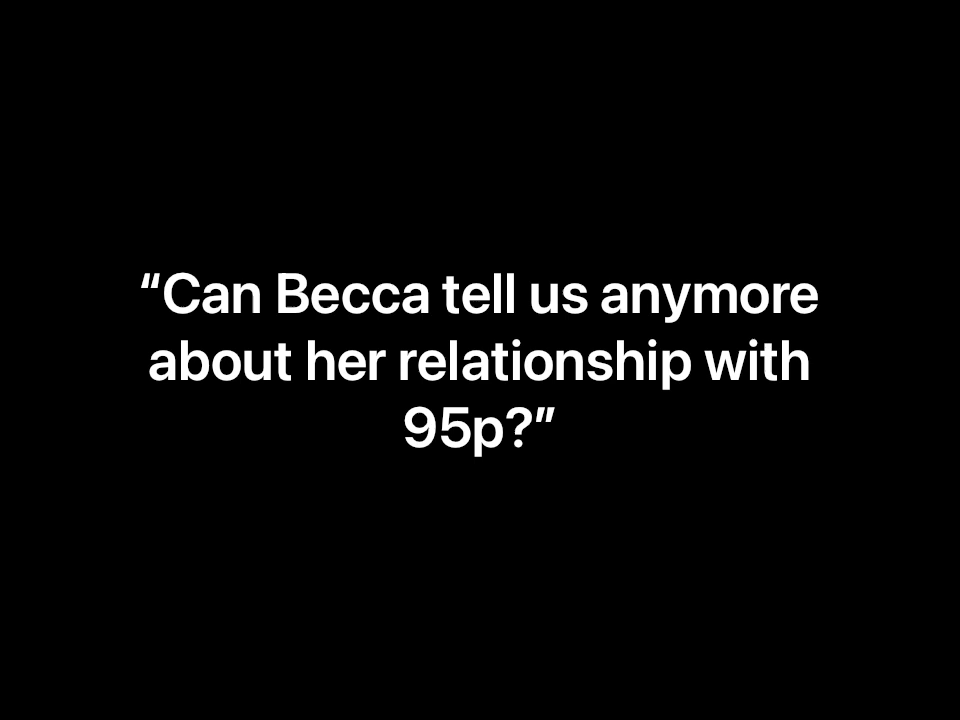 “Can Becca tell us anymore
about her relationship with
95p?”